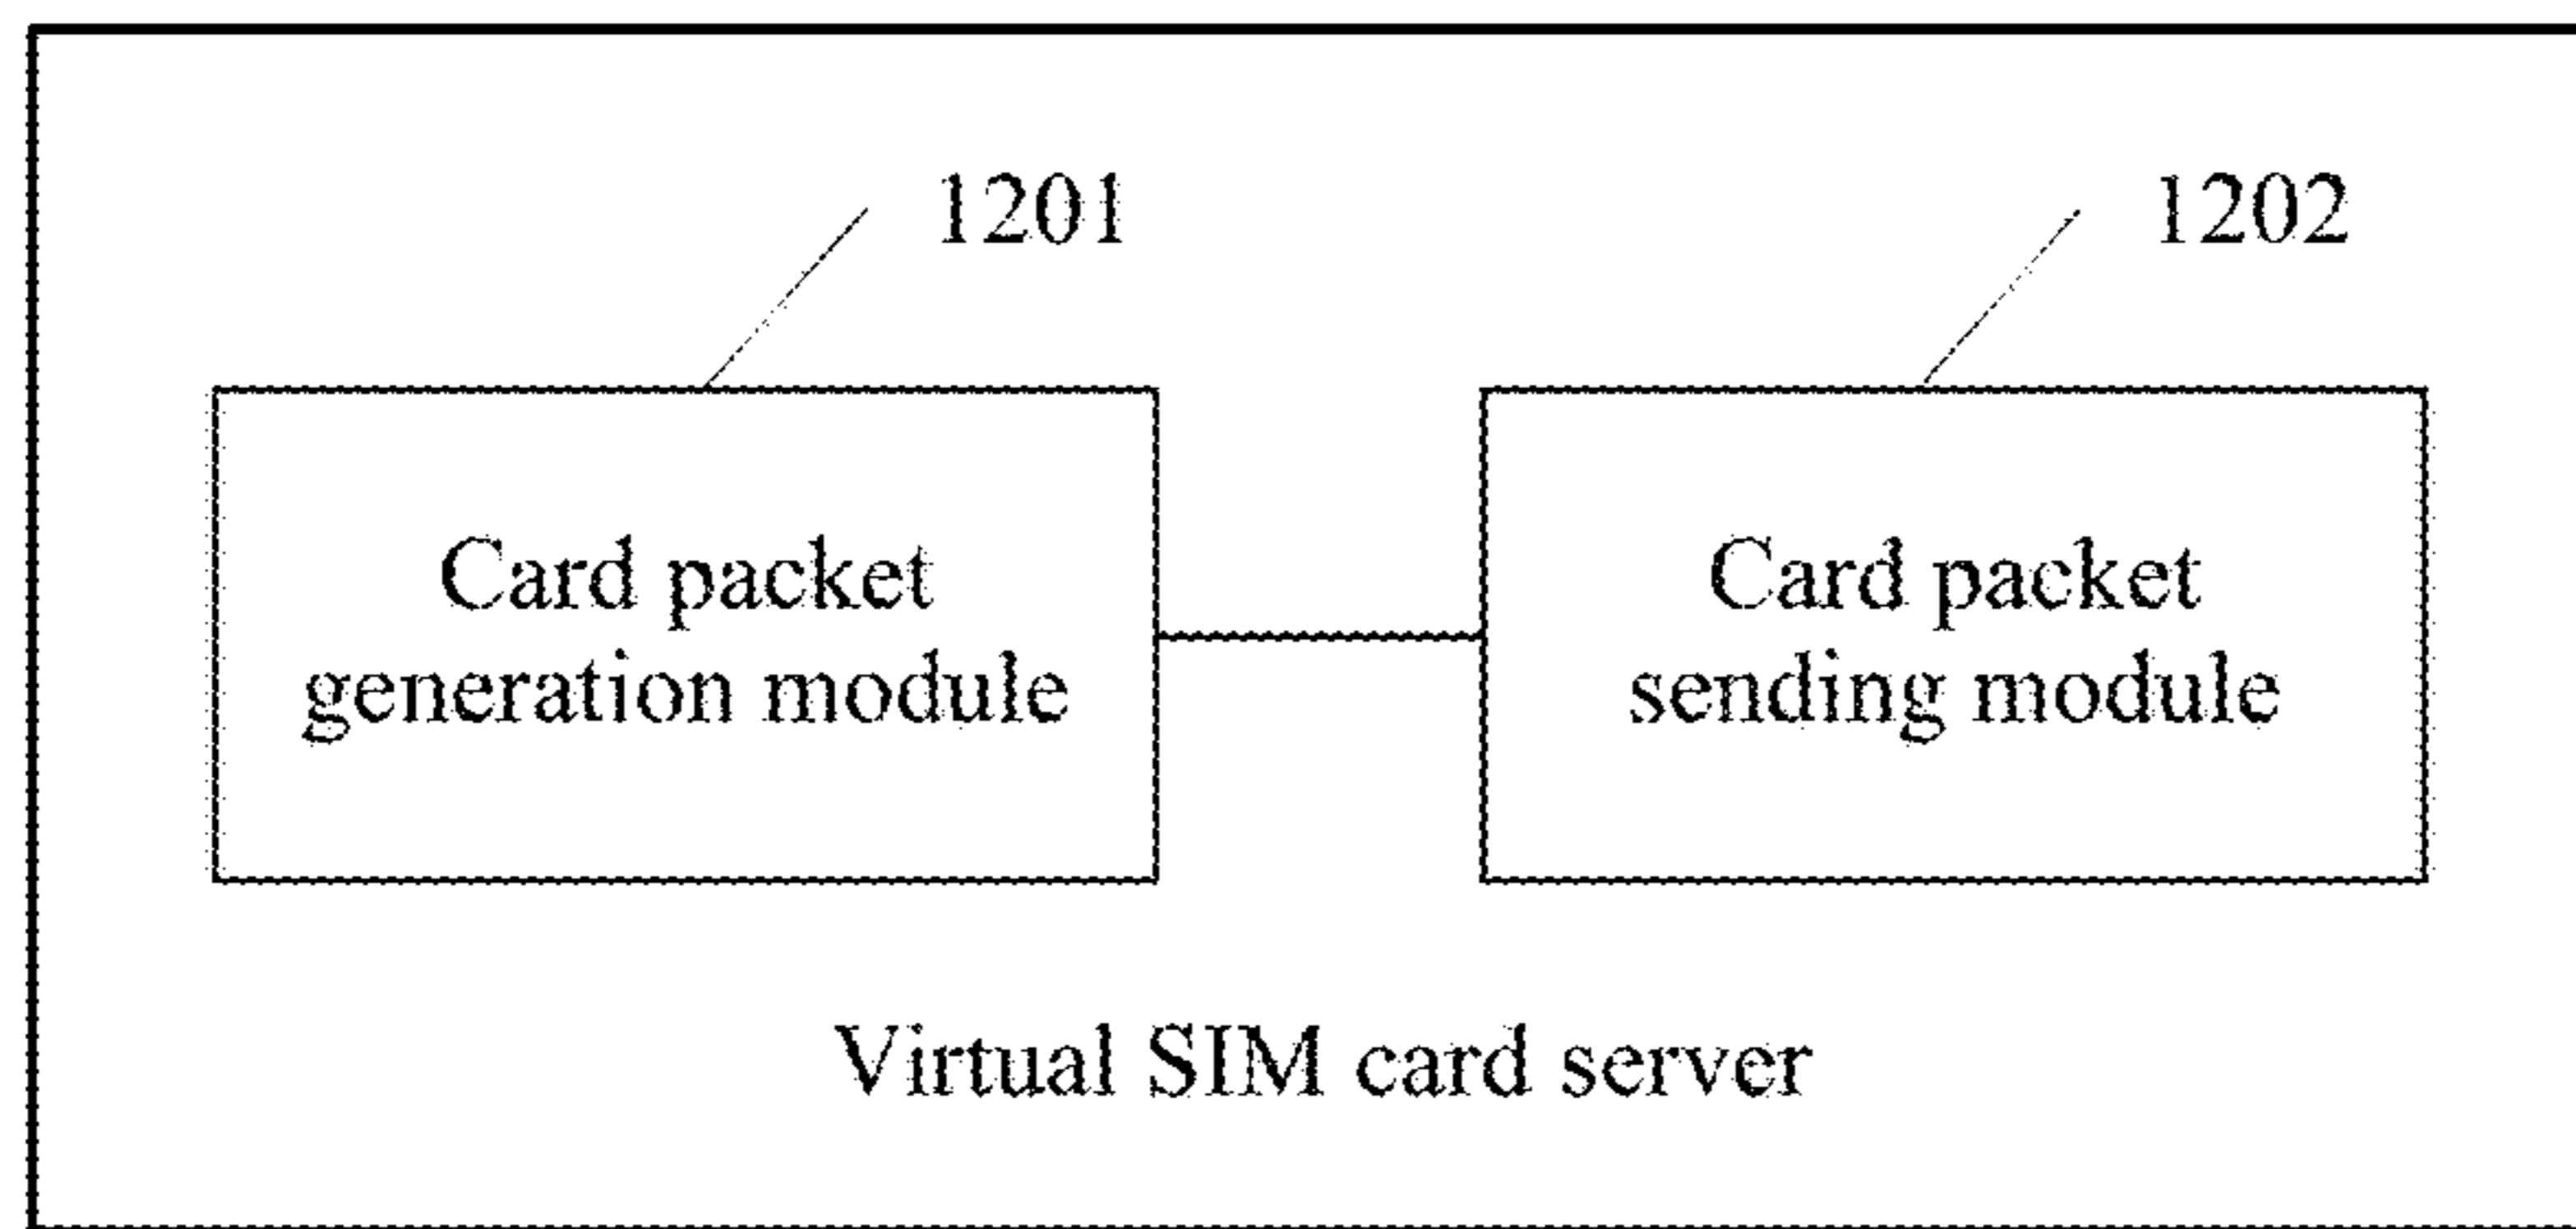 1201
1202
Card packet
generation module
Card packet
sending module
Virtual SIM card server